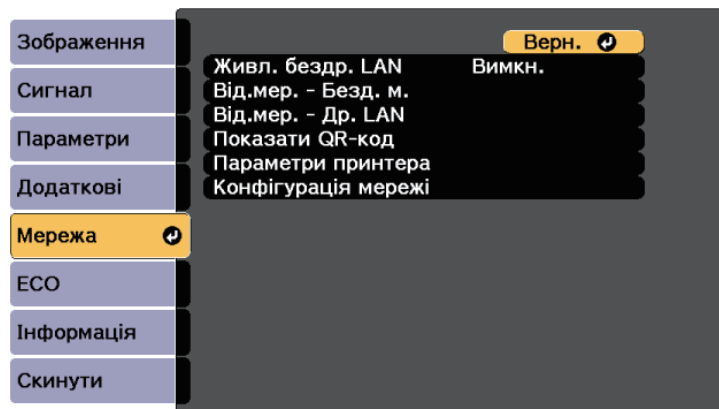 Зображення
Сигнал
Параметри
Додаткові
Мережа
ECO
Інформація
Скинути
Верн.
Живл. бездр. LAN Вимкн.
Від.мер. - Безд. м.
Від.мер. - Др. LAN
Показати QR-код
Параметри принтера
Конфігурація мережі